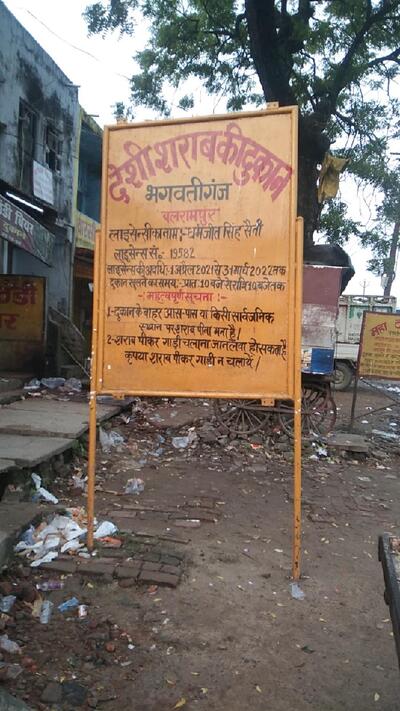 देशी शराब की दुकान
भगवतीगंज
बलरामपुर
लाइसेन्सी का नाम :- धर्मजोत सिंह सैनी
लाइसेन्स सं. 19582
लाइसेन्स की अवधि :- 1 अप्रैल 2021 से 31 मार्च 2022 तक
दुकान खुलने का समय :- प्रातः 10 बजे से रात्रि 10 बजे तक
-: महत्वपूर्ण सूचना :-
1- दुकान के बाहर आस-पास या किसी सार्वजनिक
स्थान पर शराब पीना मना है।
2- शराब पीकर गाड़ी चलाना जानलेवा हो सकता है
कृपया शराब पीकर गाड़ी न चलायें।